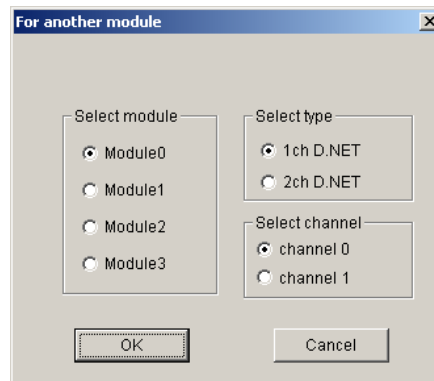 For another module
Select module
Module0
Module1
Module2
Module3
Select type
1ch D.NET
2ch D.NET
Select channel
channel 0
channel 1
OK
Cancel